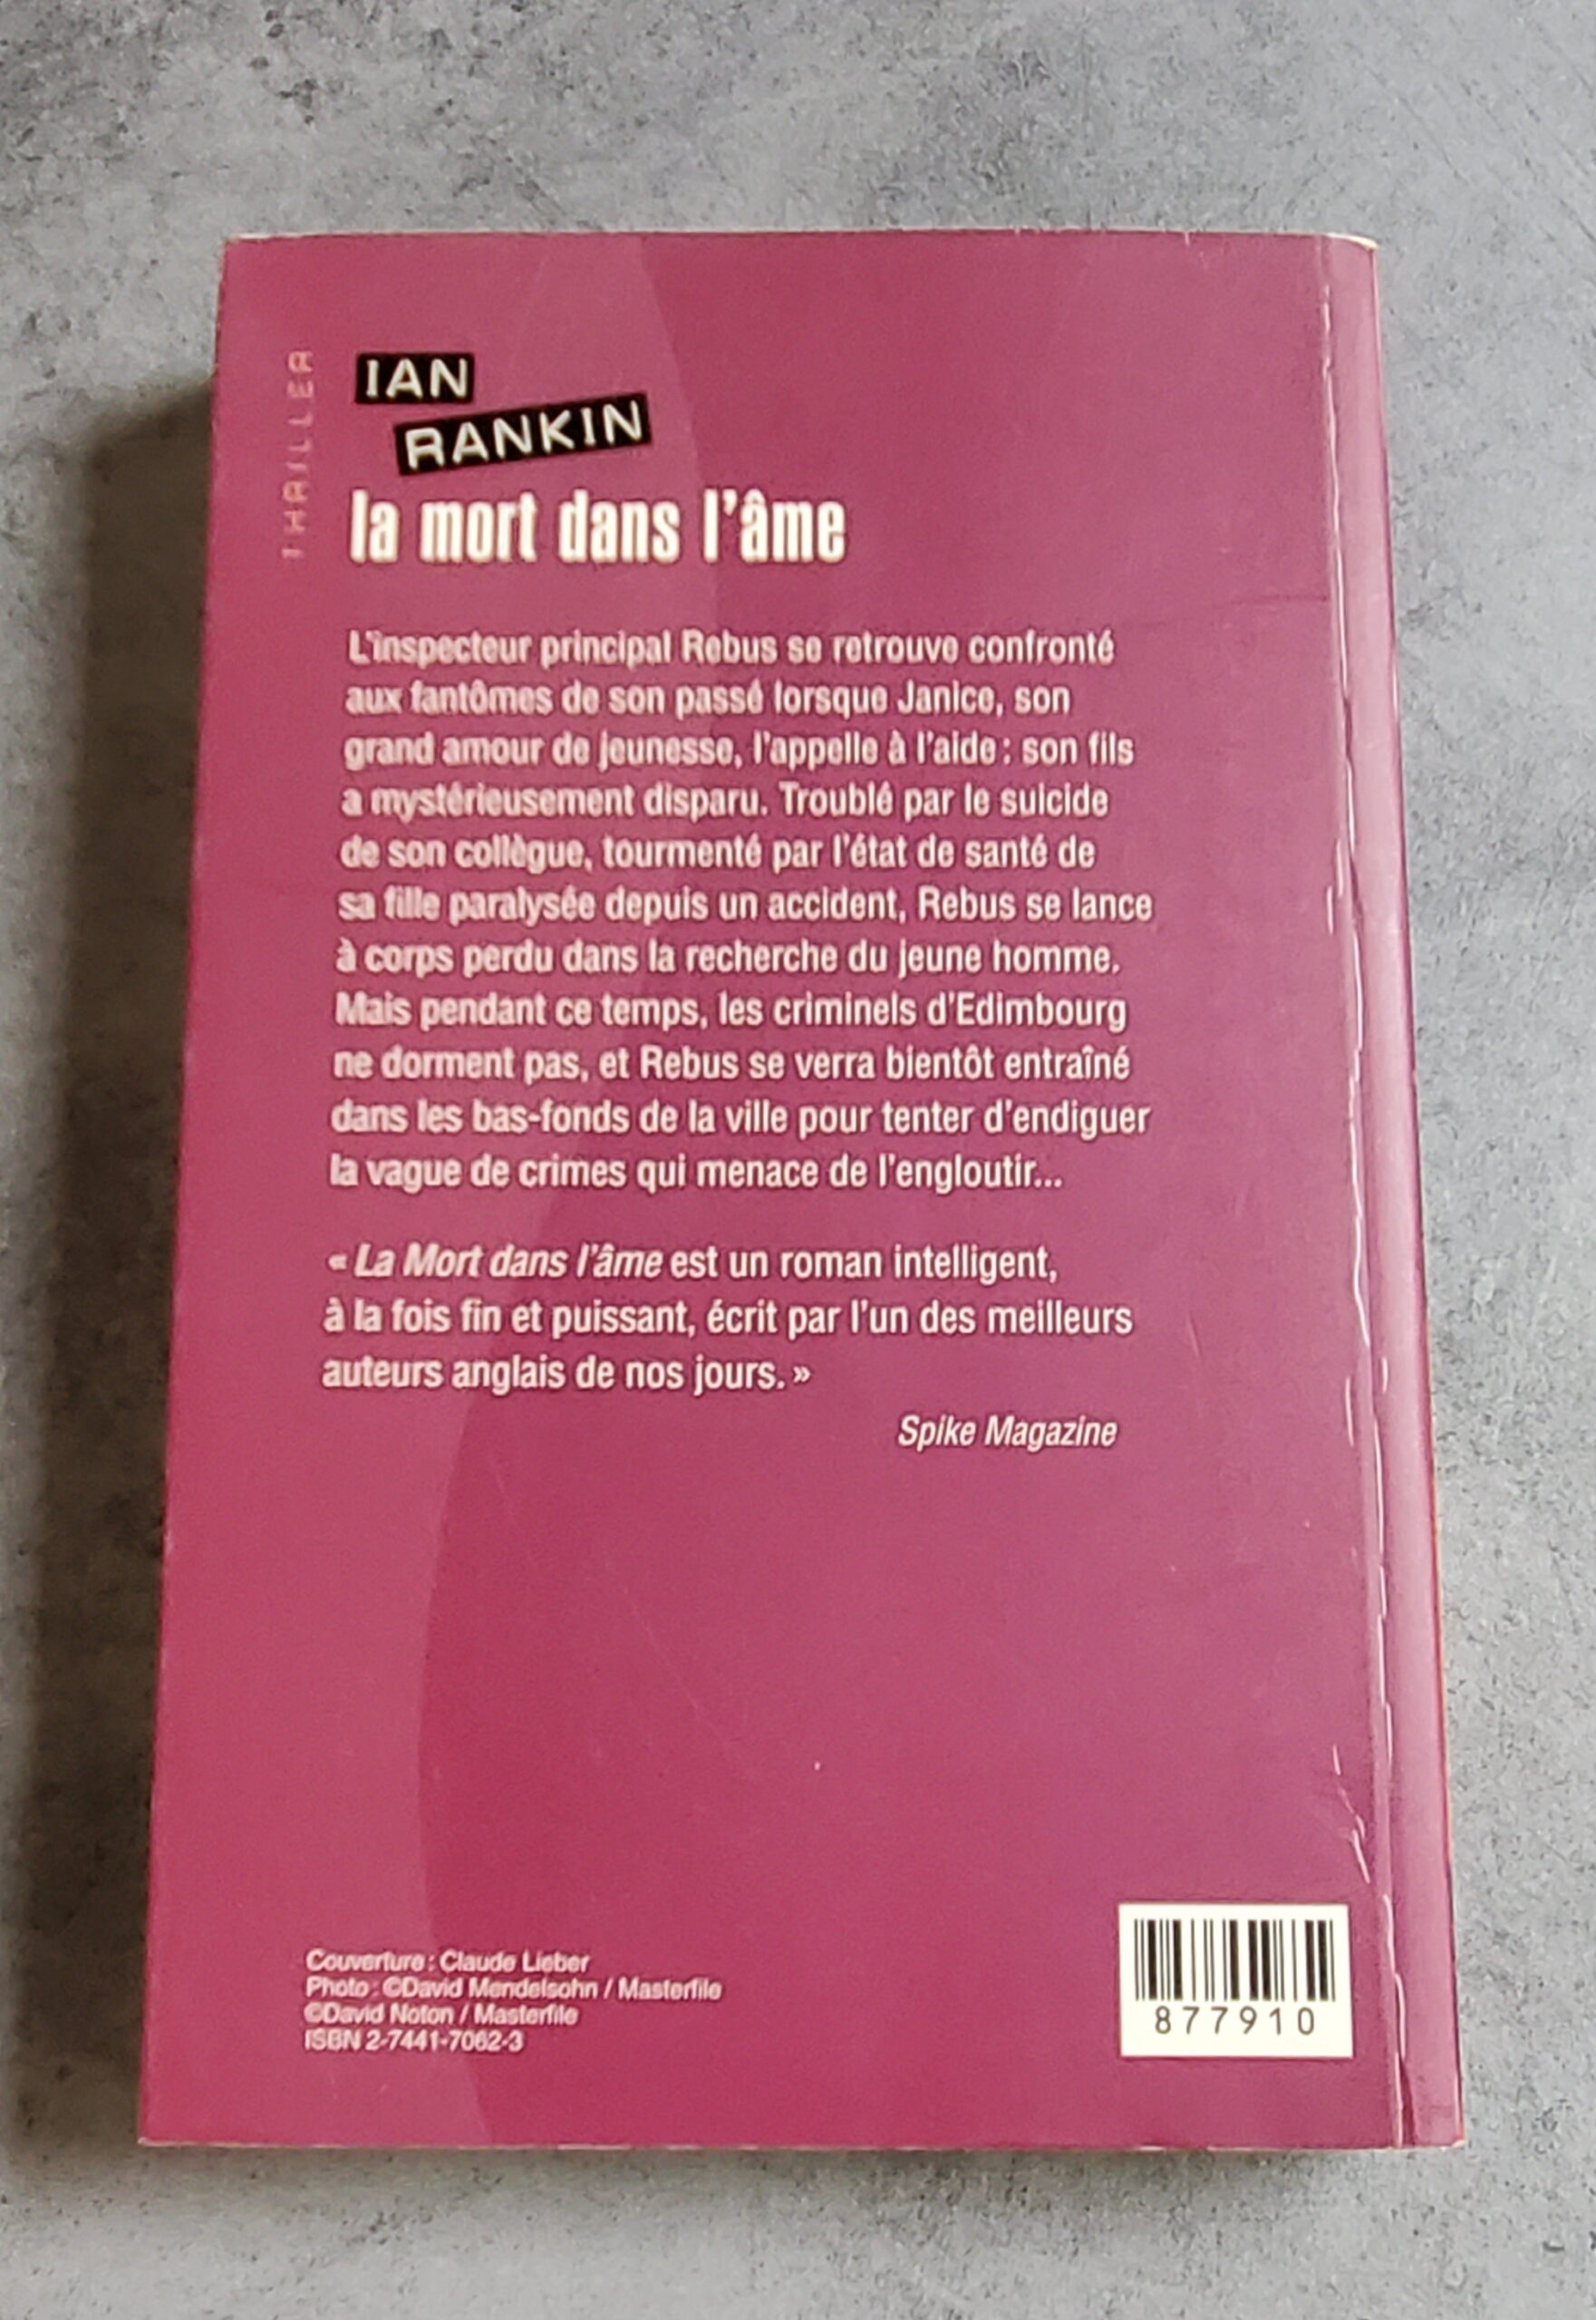 THRILLER
IAN
RANKIN
la mort dans l'âme
L'inspecteur principal Rebus se retrouve confronté
aux fantômes de son passé lorsque Janice, son
grand amour de jeunesse, l'appelle à l'aide : son fils
a mystérieusement disparu. Troublé par le suicide
de son collègue, tourmenté par l'état de santé de
sa fille paralysée depuis un accident, Rebus se lance
à corps perdu dans la recherche du jeune homme.
Mais pendant ce temps, les criminels d'Edimbourg
ne dorment pas, et Rebus se verra bientôt entraîné
dans les bas-fonds de la ville pour tenter d'endiguer
la vague de crimes qui menace de l'engloutir...
« La Mort dans l'âme est un roman intelligent,
à la fois fin et puissant, écrit par l'un des meilleurs
auteurs anglais de nos jours. »
Spike Magazine
Couverture : Claude Lieber
Photo : ©David Mendelsohn / Masterfile
©David Noton / Masterfile
ISBN 2-7441-7062-3
877910